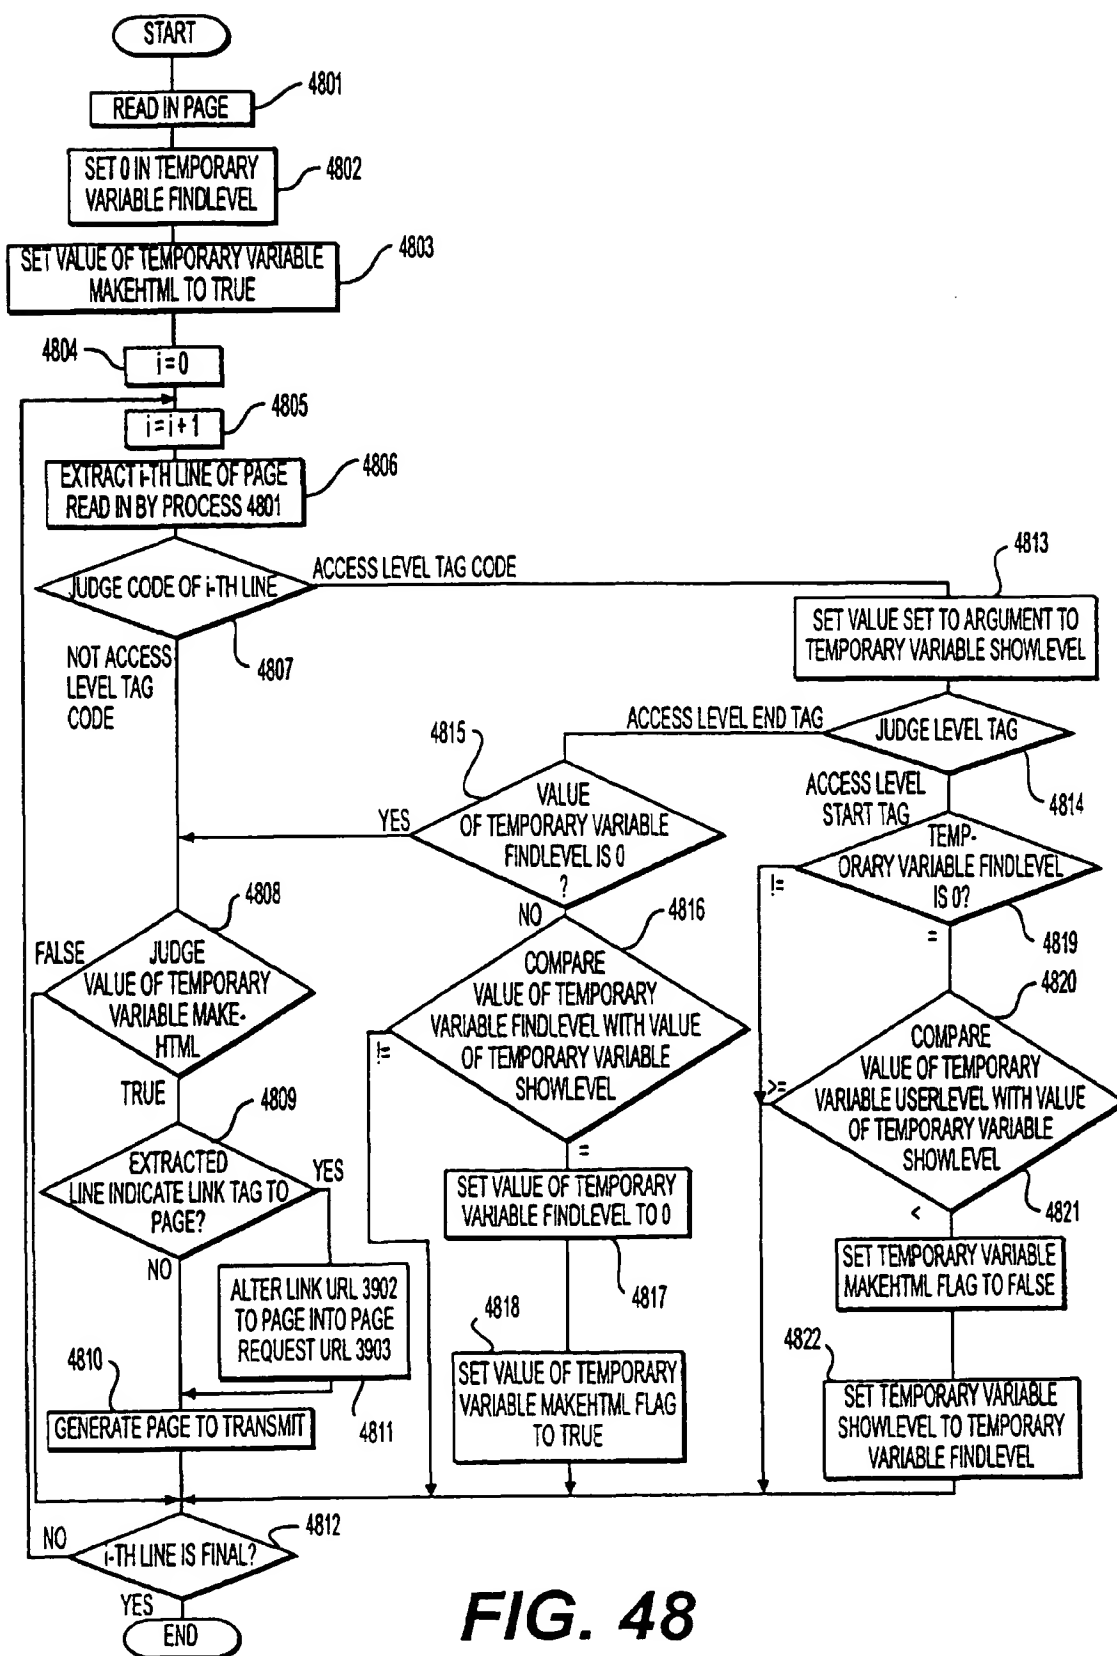 START
4801
READ IN PAGE
SET 0 IN TEMPORARY
VARIABLE FINDLEVEL
4802
SET VALUE OF TEMPORARY VARIABLE
MAKEHTML TO TRUE
4803
4804
i=0
4805
i=i+1
EXTRACT i-TH LINE OF PAGE
READ IN BY PROCESS 4801
4806
JUDGE CODE OF i-TH LINE
ACCESS LEVEL TAG CODE
4807
NOT ACCESS
LEVEL TAG
CODE
4813
SET VALUE SET TO ARGUMENT TO
TEMPORARY VARIABLE SHOWLEVEL
ACCESS LEVEL END TAG
JUDGE LEVEL TAG
4814
ACCESS LEVEL
START TAG
4815
VALUE
OF TEMPORARY VARIABLE
FINDLEVEL IS 0
?
YES
NO
TEMP-
ORARY VARIABLE FINDLEVEL
IS 0?
!=
=
4819
4808
FALSE
JUDGE
VALUE OF TEMPORARY
VARIABLE MAKE-
HTML
TRUE
4816
COMPARE
VALUE OF TEMPORARY
VARIABLE FINDLEVEL WITH VALUE
OF TEMPORARY VARIABLE
SHOWLEVEL
!=
=
4820
COMPARE
VALUE OF TEMPORARY
VARIABLE USERLEVEL WITH VALUE
OF TEMPORARY VARIABLE
SHOWLEVEL
>=
<
4821
4809
EXTRACTED
LINE INDICATE LINK TAG TO
PAGE?
YES
NO
SET VALUE OF TEMPORARY
VARIABLE FINDLEVEL TO 0
4817
SET TEMPORARY VARIABLE
MAKEHTML FLAG TO FALSE
ALTER LINK URL 3902
TO PAGE INTO PAGE
REQUEST URL 3903
4811
4818
SET VALUE OF TEMPORARY
VARIABLE MAKEHTML FLAG
TO TRUE
4822
SET TEMPORARY VARIABLE
SHOWLEVEL TO TEMPORARY
VARIABLE FINDLEVEL
4810
GENERATE PAGE TO TRANSMIT
4812
NO
i-TH LINE IS FINAL?
YES
END
FIG. 48